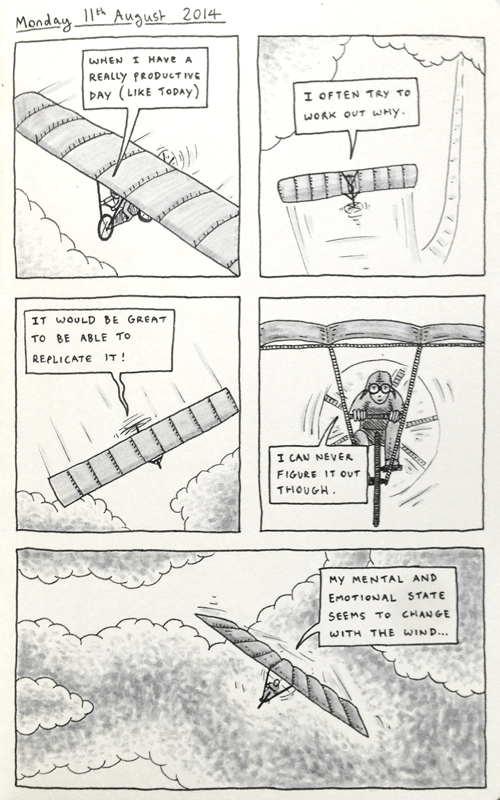 Monday 11th August 2014
WHEN I HAVE A
REALLY PRODUCTIVE
DAY (LIKE TODAY)
I OFTEN TRY TO
WORK OUT WHY.
IT WOULD BE GREAT
TO BE ABLE TO
REPLICATE IT!
I CAN NEVER
FIGURE IT OUT
THOUGH.
MY MENTAL AND
EMOTIONAL STATE
SEEMS TO CHANGE
WITH THE WIND...